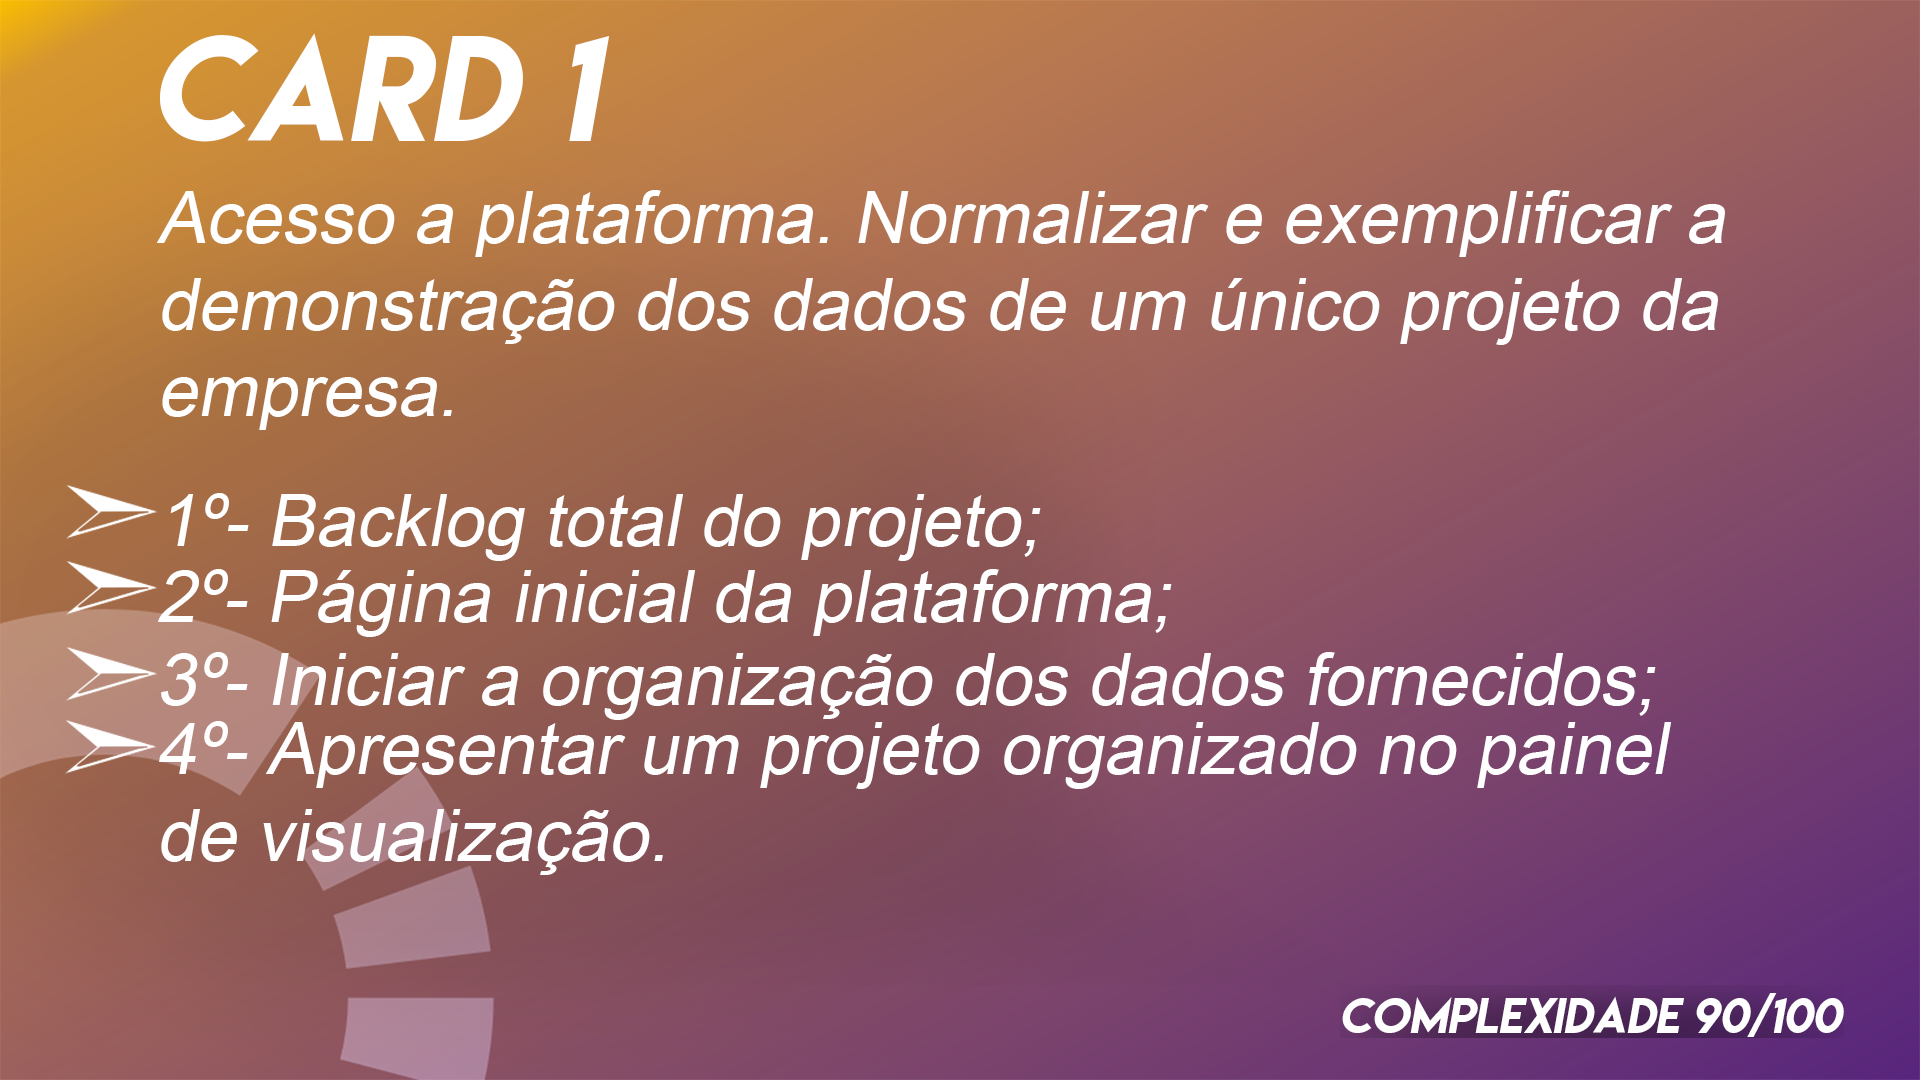 CARD 1
Acesso a plataforma. Normalizar e exemplificar a
demonstração dos dados de um único projeto da
empresa.
1º- Backlog total do projeto;
2º- Página inicial da plataforma;
3º- Iniciar a organização dos dados fornecidos;
4º- Apresentar um projeto organizado no painel
de visualização.
COMPLEXIDADE 90/100